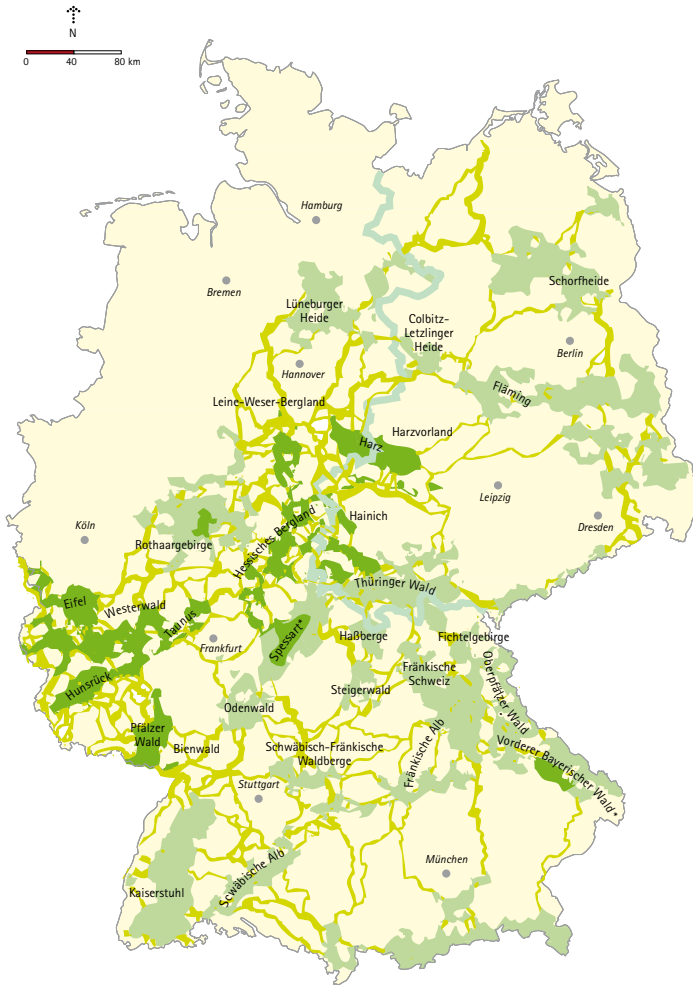 N
0 40 80 km
Hamburg
Schorfheide
Bremen
Lüneburger
Heide
Colbitz-
Letzlinger
Heide
Berlin
Hannover
Fläming
Leine-Weser-Bergland
Harzvorland
Harz
Leipzig
Hainich
Dresden
Köln
Hessisches Bergland
Rothaargebirge
Thüringer Wald
Eifel
Westerwald
Taunus
Haßberge
Fichtelgebirge
Spessart*
Frankfurt
Fränkische
Schweiz
Oberpfälzer Wald
Hunsrück
Steigerwald
Odenwald
Pfälzer
Wald
Bienwald
Schwäbisch-Fränkische
Waldberge
Fränkische Alb
Vorderer Bayerischer Wald*
Stuttgart
München
Scwäbische Alb
Kaiserstuhl